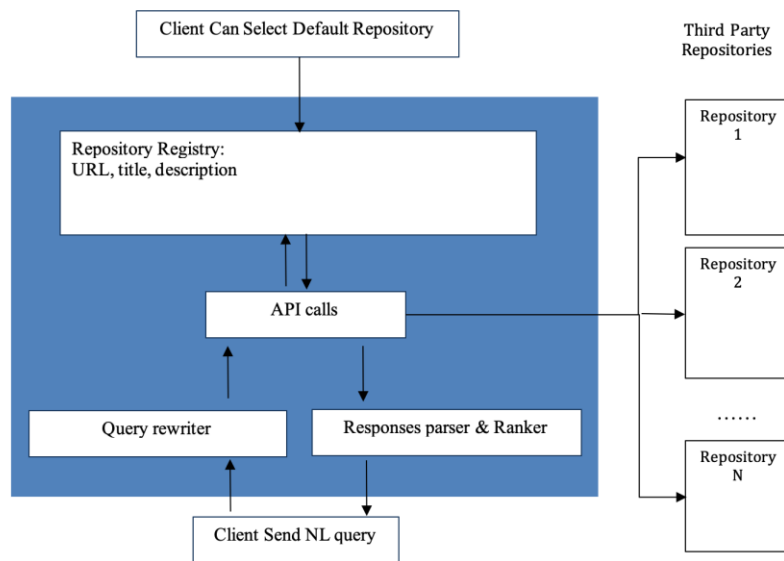 Client Can Select Default Repository
Third Party
Repositories
Repository Registry:
URL, title, description
Repository
1
API calls
Repository
2
Query rewriter
Responses parser & Ranker
......
Repository
N
Client Send NL query